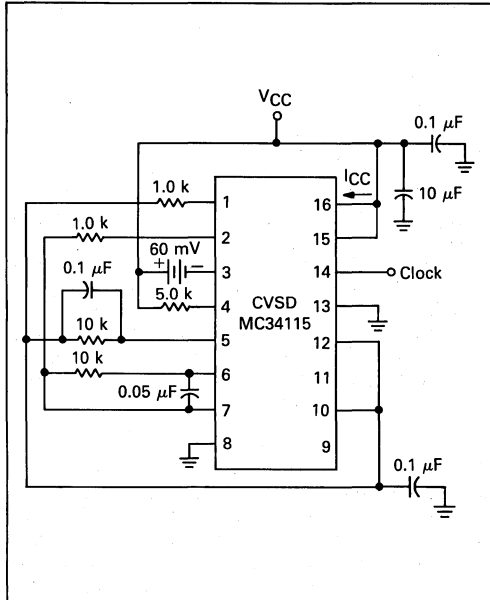 VCC
0.1 µF
1.0 k
1
ICC
16
10 µF
1.0 k
2
15
60 mV
+ −
3
14
Clock
0.1 µF
5.0 k
4
CVSD
MC34115
13
10 k
5
12
10 k
6
11
0.05 µF
7
10
8
9
0.1 µF